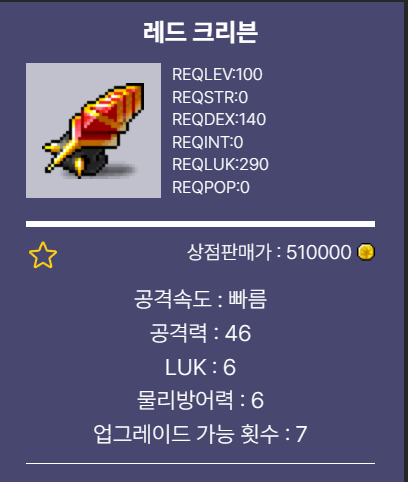 레드 크리븐
REQLEV:100
REQSTR:0
REQDEX:140
REQINT:0
REQLUK:290
REQPOP:0
상점판매가 : 510000
공격속도 : 빠름
공격력 : 46
LUK : 6
물리방어력 : 6
업그레이드 가능 횟수 : 7